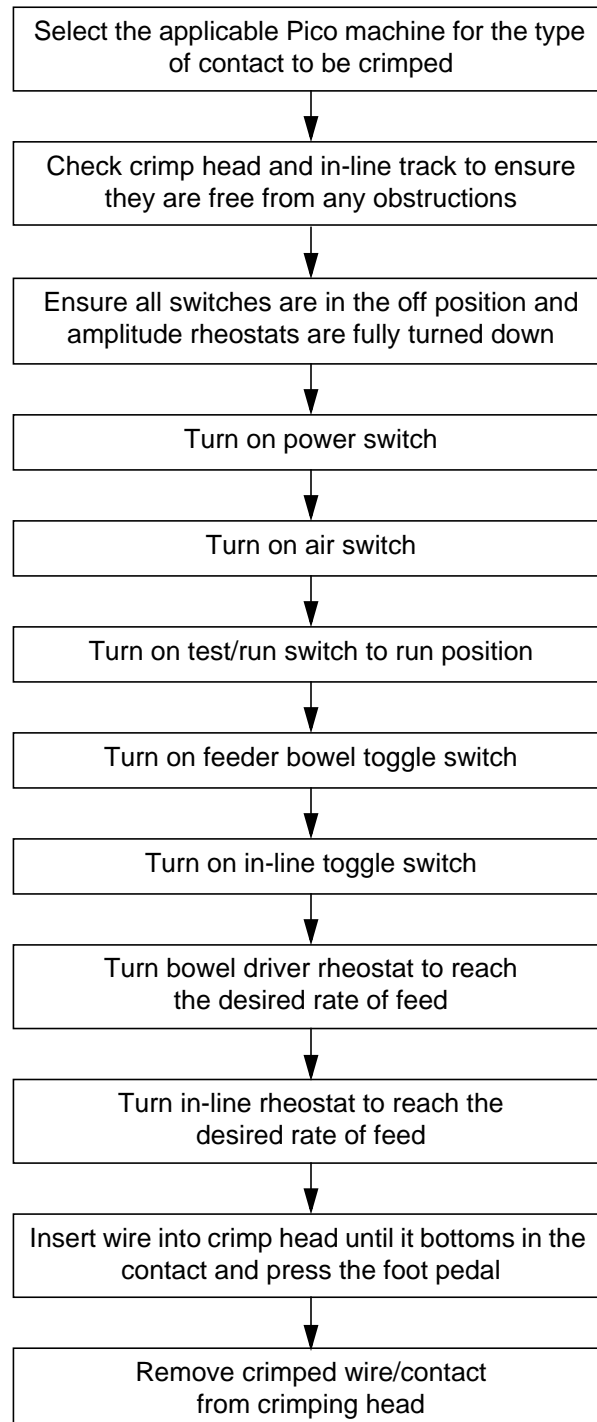 Select the applicable Pico machine for the type
of contact to be crimped
Check crimp head and in-line track to ensure
they are free from any obstructions
Ensure all switches are in the off position and
amplitude rheostats are fully turned down
Turn on power switch
Turn on air switch
Turn on test/run switch to run position
Turn on feeder bowel toggle switch
Turn on in-line toggle switch
Turn bowel driver rheostat to reach
the desired rate of feed
Turn in-line rheostat to reach the
desired rate of feed
Insert wire into crimp head until it bottoms in the
contact and press the foot pedal
Remove crimped wire/contact
from crimping head